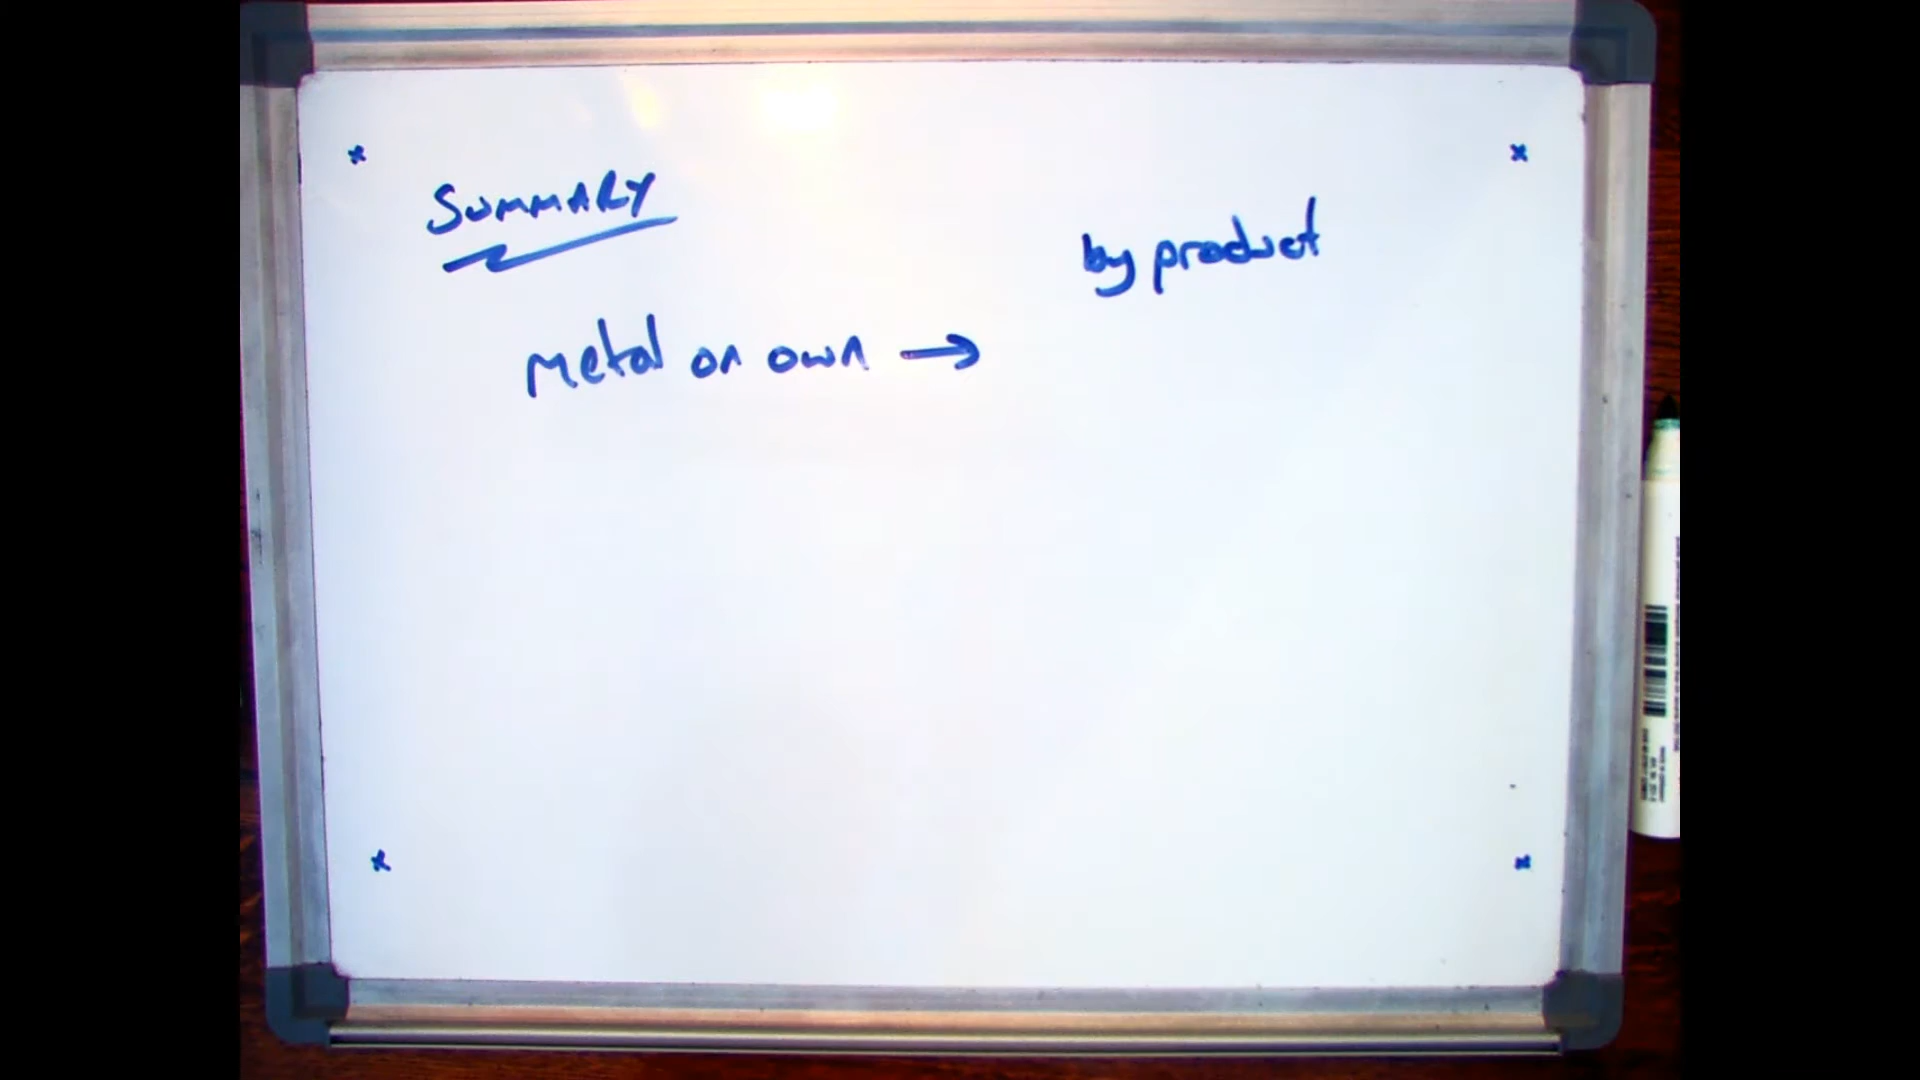 SUMMARY
by product
Metal on own →